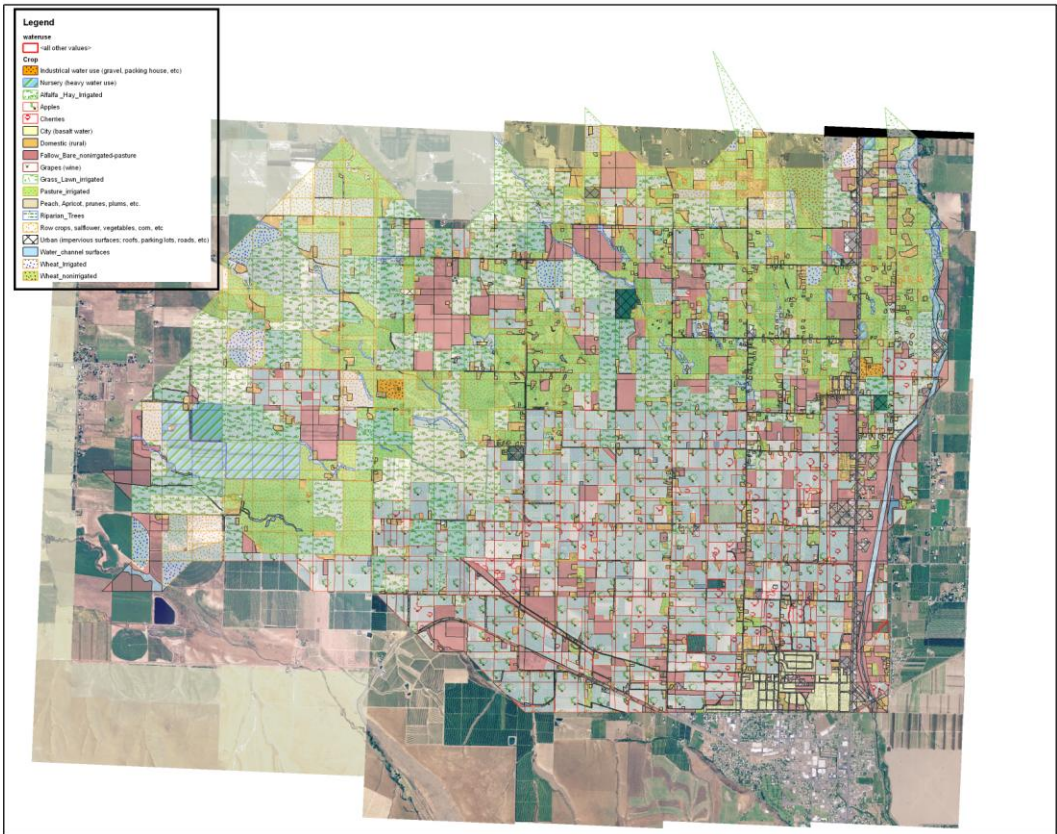 Legend
wateruse
<all other values>
Crop
Industrial water use (gravel, packing house, etc)
Nursery (heavy water use)
Alfalfa _Hay_Irrigated
Apples
Cherries
City (basalt water)
Domestic (rural)
Fallow_Bare_nonirrigated-pasture
Grapes (wine)
Grass_Lawn_irrigated
Pasture_irrigated
Peach, Apricot, prunes, plums, etc.
Riparian_Trees
Row crops, salflower, vegetables, corn, etc
Urban (impervious surfaces; roofs, parking lots, roads, etc)
Water_channel surfaces
Wheat_Irrigated
Wheat_nonirrigated